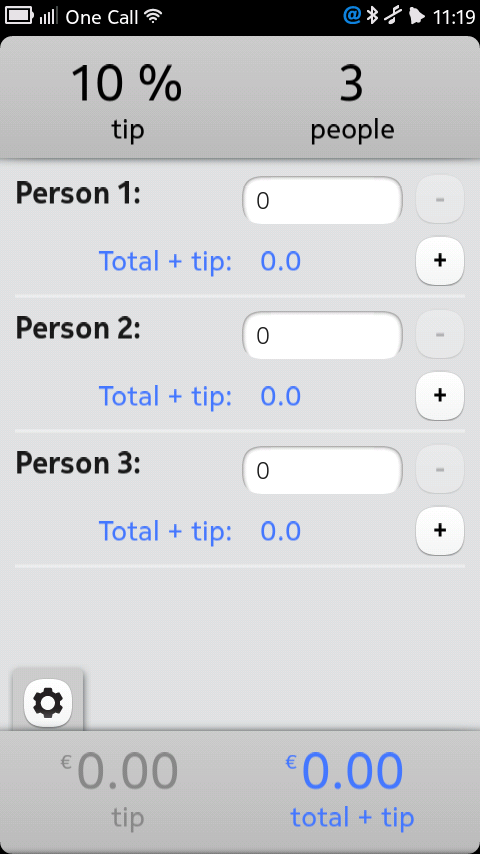 One Call @ 11:19
10 % 3
tip people
Person 1: 0 -
Total + tip: 0.0 +
Person 2: 0 -
Total + tip: 0.0 +
Person 3: 0 -
Total + tip: 0.0 +
€0.00 €0.00
tip total + tip